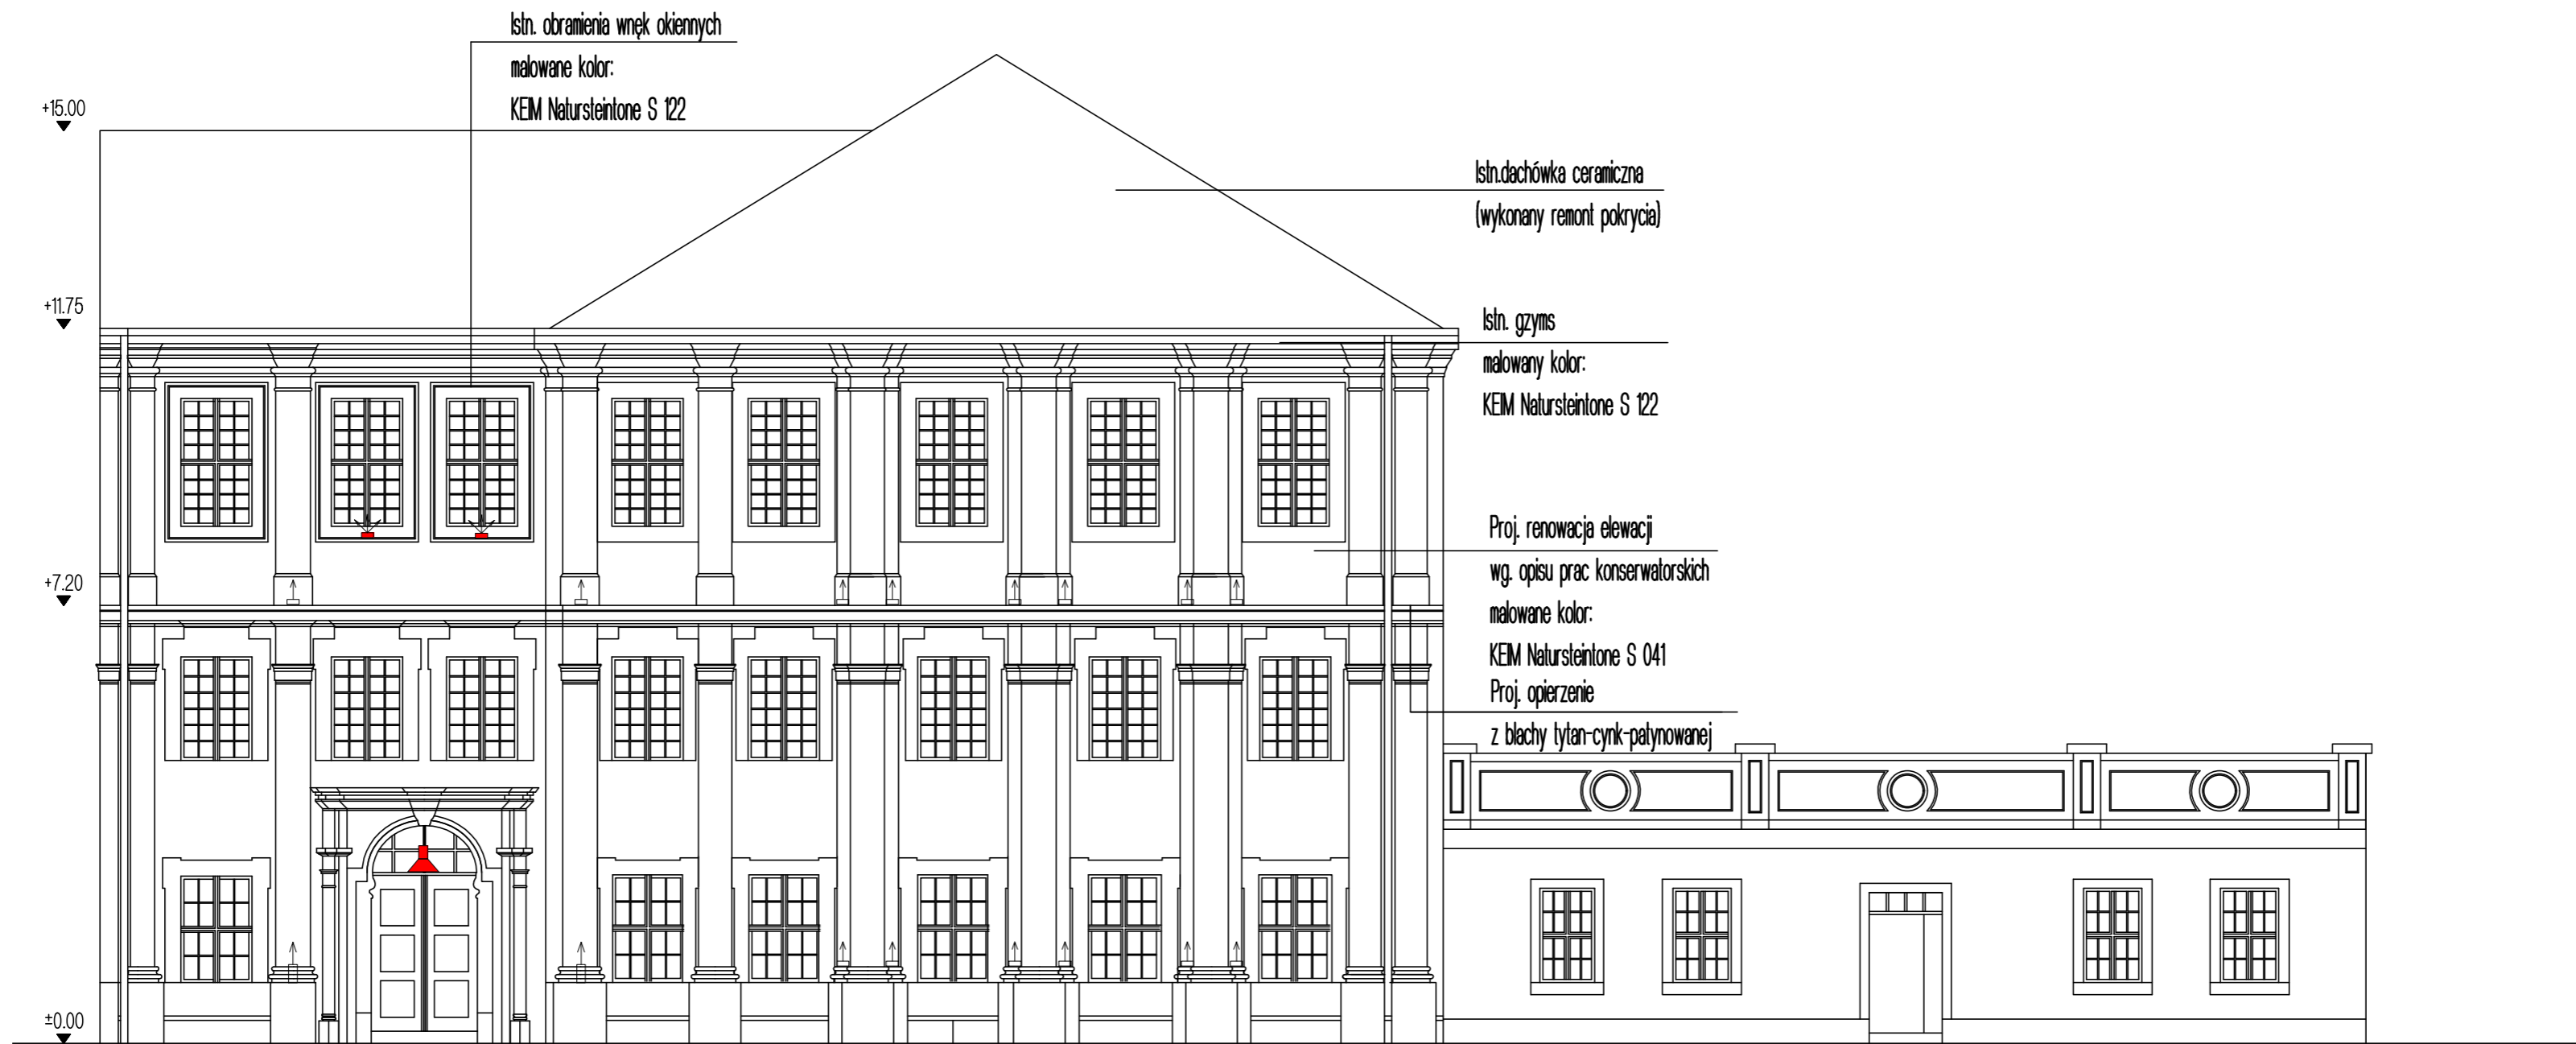 Istn. obramienia wnęk okiennych
malowane kolor:
KEIM Natursteintone S 122
+15.00
Istn.dachówka ceramiczna
(wykonany remont pokrycia)
+11.75
Istn. gzyms
malowany kolor:
KEIM Natursteintone S 122
Proj. renowacja elewacji
wg. opisu prac konserwatorskich
malowane kolor:
KEIM Natursteintone S 041
+7.20
Proj. opierzenie
z blachy tytan-cynk-patynowanej
±0.00